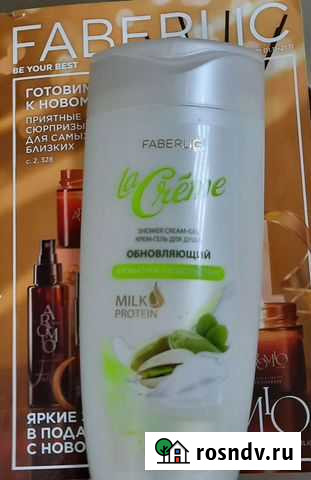 FABERLIC
BE YOUR BEST
ГОТОВИМ
К НОВОМ
ПРИЯТНЫЕ
СЮРПРИЗЫ
ДЛЯ САМЫ
БЛИЗКИХ
с. 2, 328
FABERLIC
La Crème
SHOWER CREAM-GEL
КРЕМ-ГЕЛЬ ДЛЯ ДУША
ОБНОВЛЯЮЩИЙ
MILK
PROTEIN
ЯРКИЕ
В ПОДА
С НОВО
rosndv.ru